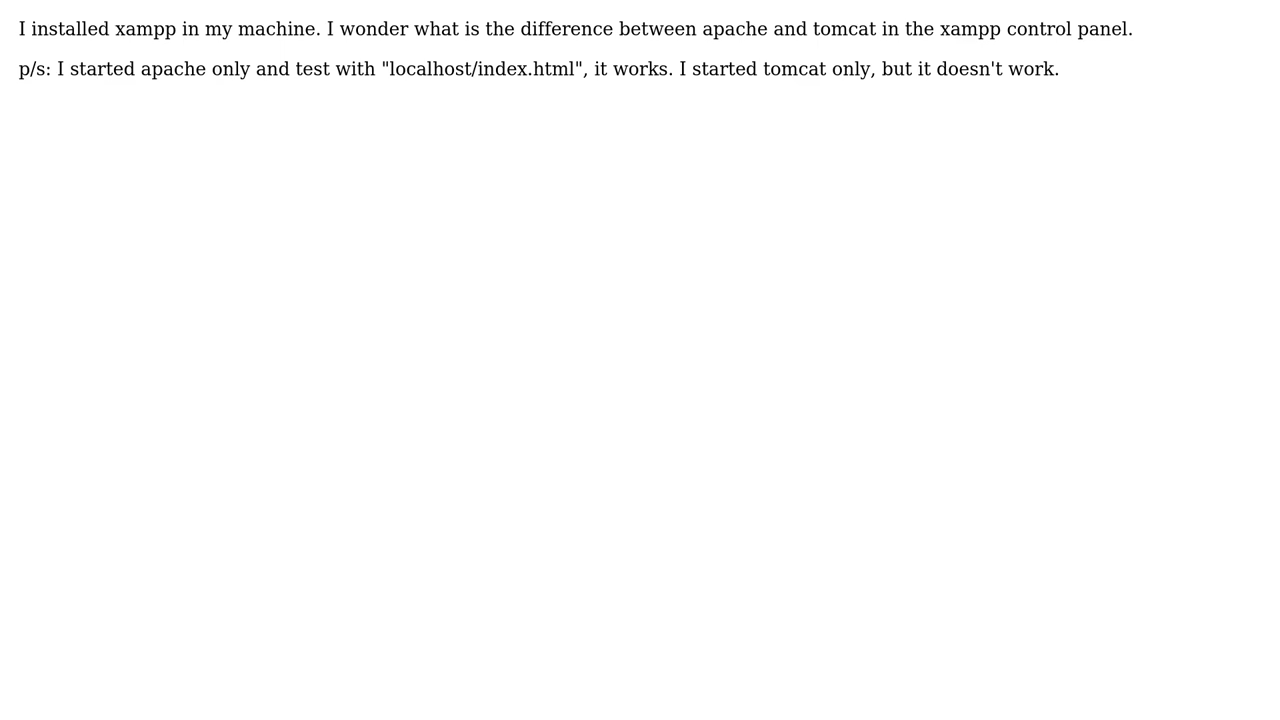 I installed xampp in my machine. I wonder what is the difference between apache and tomcat in the xampp control panel.
p/s: I started apache only and test with "localhost/index.html", it works. I started tomcat only, but it doesn't work.